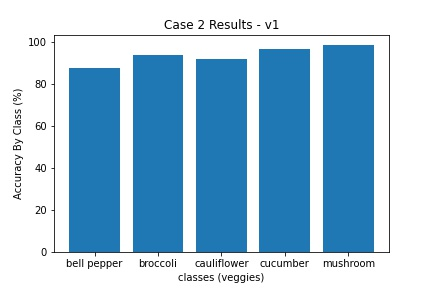 Case 2 Results - v1
Accuracy By Class (%)
100
80
60
40
20
0
bell pepper broccoli cauliflower cucumber mushroom
classes (veggies)